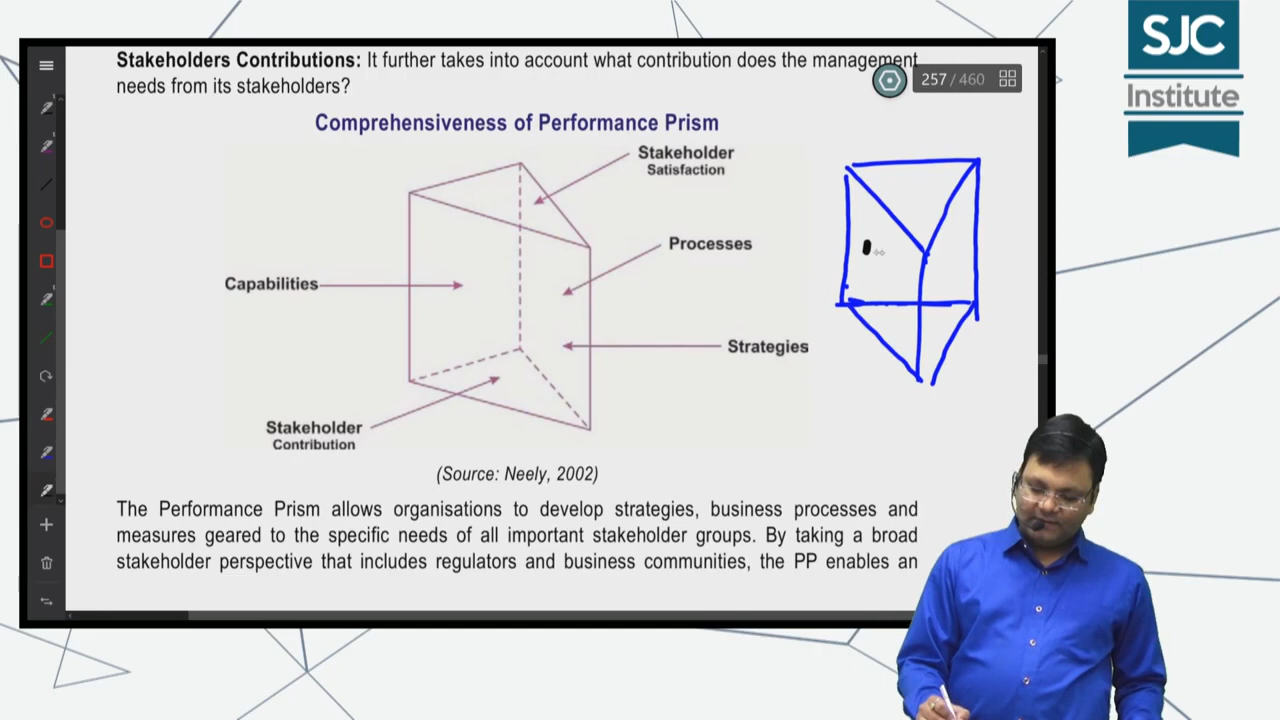 Stakeholders Contributions: It further takes into account what contribution does the management
needs from its stakeholders?
257 / 460
SJC
Institute
Comprehensiveness of Performance Prism
Stakeholder
Satisfaction
Processes
Capabilities
Strategies
Stakeholder
Contribution
(Source: Neely, 2002)
The Performance Prism allows organisations to develop strategies, business processes and
measures geared to the specific needs of all important stakeholder groups. By taking a broad
stakeholder perspective that includes regulators and business communities, the PP enables an